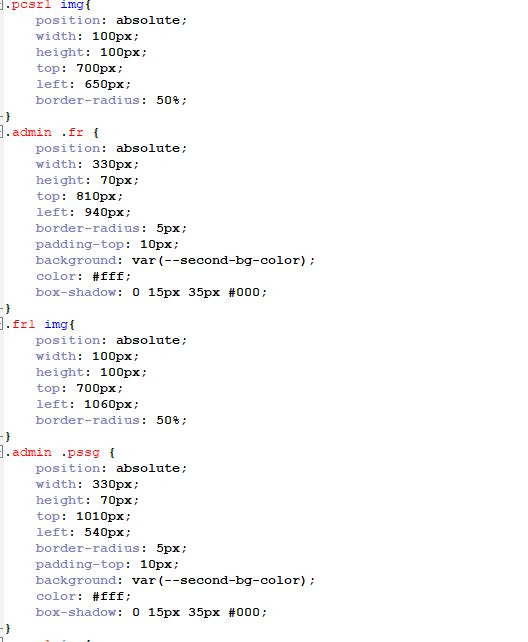 .pcsrl img{
position: absolute;
width: 100px;
height: 100px;
top: 700px;
left: 650px;
border-radius: 50%;
}
.admin .fr {
position: absolute;
width: 330px;
height: 70px;
top: 810px;
left: 940px;
border-radius: 5px;
padding-top: 10px;
background: var(--second-bg-color);
color: #fff;
box-shadow: 0 15px 35px #000;
}
.frl img{
position: absolute;
width: 100px;
height: 100px;
top: 700px;
left: 1060px;
border-radius: 50%;
}
.admin .pssg {
position: absolute;
width: 330px;
height: 70px;
top: 1010px;
left: 540px;
border-radius: 5px;
padding-top: 10px;
background: var(--second-bg-color);
color: #fff;
box-shadow: 0 15px 35px #000;
}